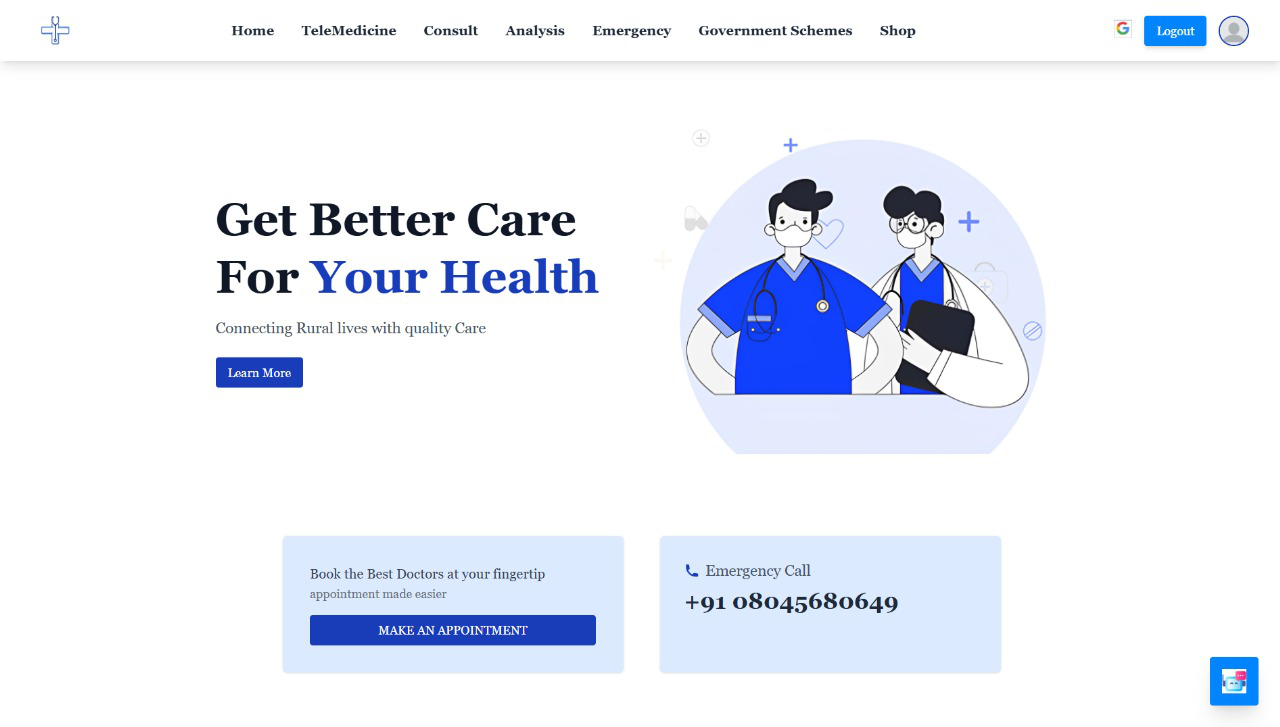 Home
TeleMedicine
Consult
Analysis
Emergency
Government Schemes
Shop
Logout
Get Better Care
For Your Health
Connecting Rural lives with quality Care
Learn More
Book the Best Doctors at your fingertip
appointment made easier
MAKE AN APPOINTMENT
Emergency Call
+91 08045680649